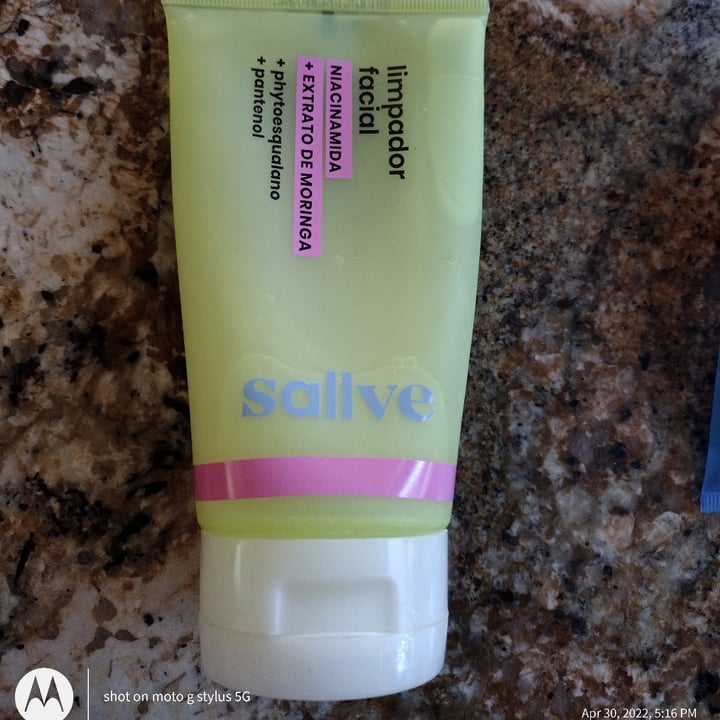 limpador
facial
NIACINAMIDA
+ EXTRATO DE MORINGA
+ phytoesqualano
+ pantenol
sallve
shot on moto g stylus 5G
Apr 30, 2022, 5:16 PM